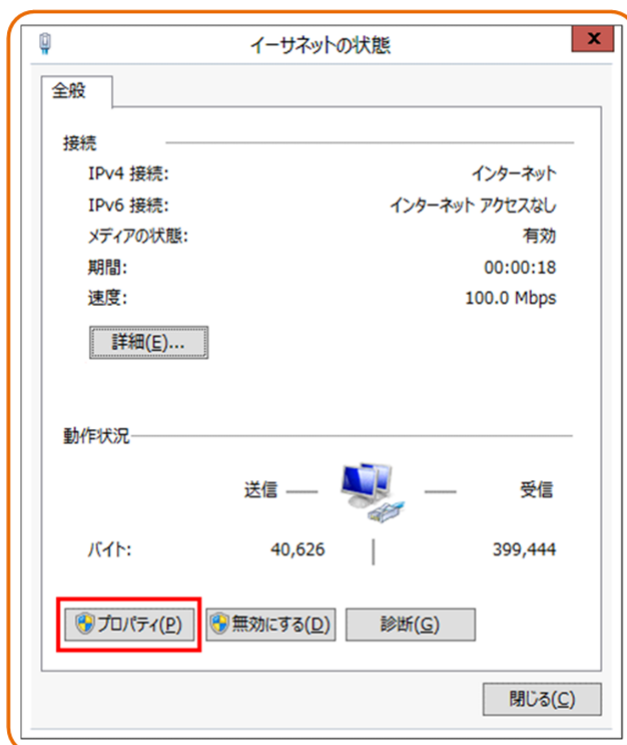 イーサネットの状態
x
全般
接続
IPv4 接続: インターネット
IPv6 接続: インターネット アクセスなし
メディアの状態: 有効
期間: 00:00:18
速度: 100.0 Mbps
詳細(E)...
動作状況
送信 受信
バイト: 40,626 399,444
プロパティ(P) 無効にする(D) 診断(G)
閉じる(C)